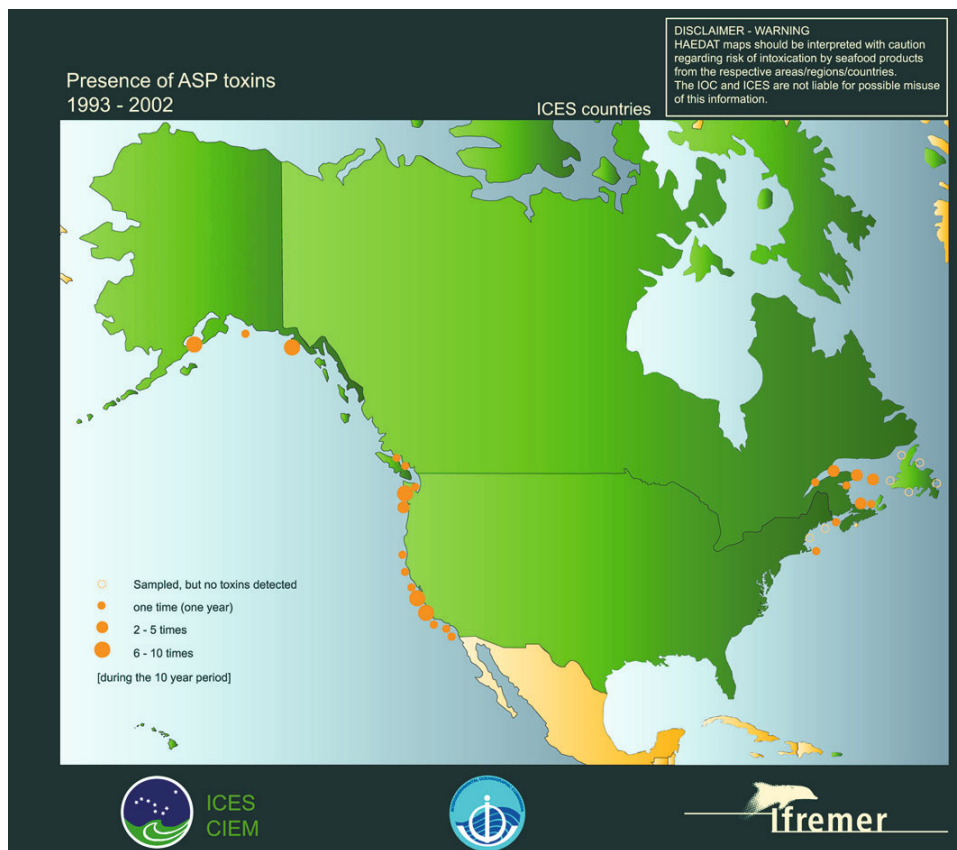 DISCLAIMER - WARNING
HAEDAT maps should be interpreted with caution
regarding risk of intoxication by seafood products
from the respective areas/regions/countries.
The IOC and ICES are not liable for possible misuse
of this information.
Presence of ASP toxins
1993 - 2002
ICES countries
Sampled, but no toxins detected
one time (one year)
2 - 5 times
6 - 10 times
[during the 10 year period]
ICES
CIEM
Ifremer